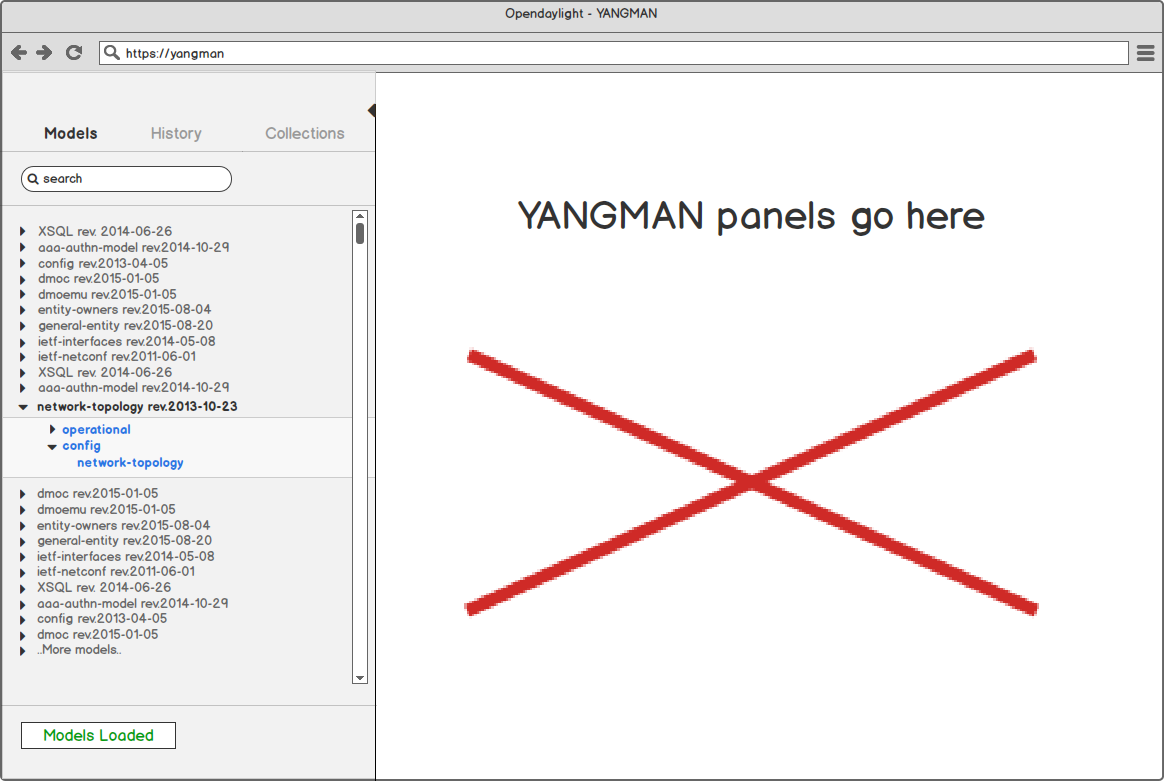 Opendaylight - YANGMAN
https://yangman
Models History Collections
search
XSQL rev. 2014-06-26
aaa-authn-model rev.2014-10-29
config rev.2013-04-05
dmoc rev.2015-01-05
dmoemu rev.2015-01-05
entity-owners rev.2015-08-04
general-entity rev.2015-08-20
ietf-interfaces rev.2014-05-08
ietf-netconf rev.2011-06-01
XSQL rev. 2014-06-26
aaa-authn-model rev.2014-10-29
network-topology rev.2013-10-23
operational
config
network-topology
dmoc rev.2015-01-05
dmoemu rev.2015-01-05
entity-owners rev.2015-08-04
general-entity rev.2015-08-20
ietf-interfaces rev.2014-05-08
ietf-netconf rev.2011-06-01
XSQL rev. 2014-06-26
aaa-authn-model rev.2014-10-29
config rev.2013-04-05
dmoc rev.2015-01-05
..More models..
Models Loaded
YANGMAN panels go here